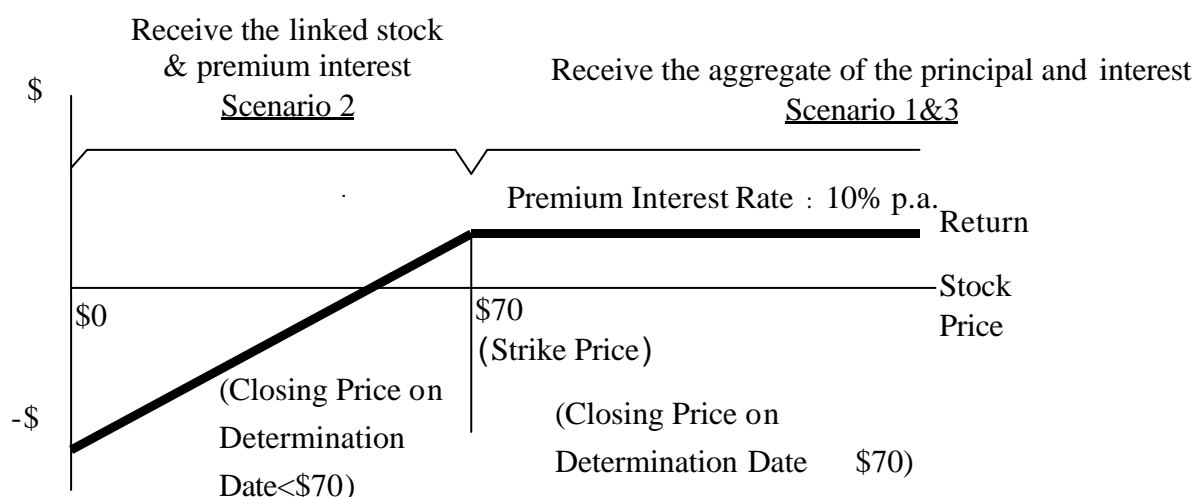 Receive the linked stock
& premium interest
Scenario 2
Receive the aggregate of the principal and interest
Scenario 1&3
$
Premium Interest Rate : 10% p.a.
Return
Stock
Price
$0
$70
(Strike Price)
-$
(Closing Price on
Determination
Date<$70)
(Closing Price on
Determination Date $70)